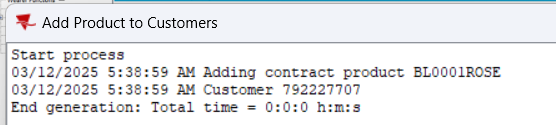 Add Product to Customers
Start process
03/12/2025 5:38:59 AM Adding contract product BL0001ROSE
03/12/2025 5:38:59 AM Customer 792227707
End generation: Total time = 0:0:0 h:m:s